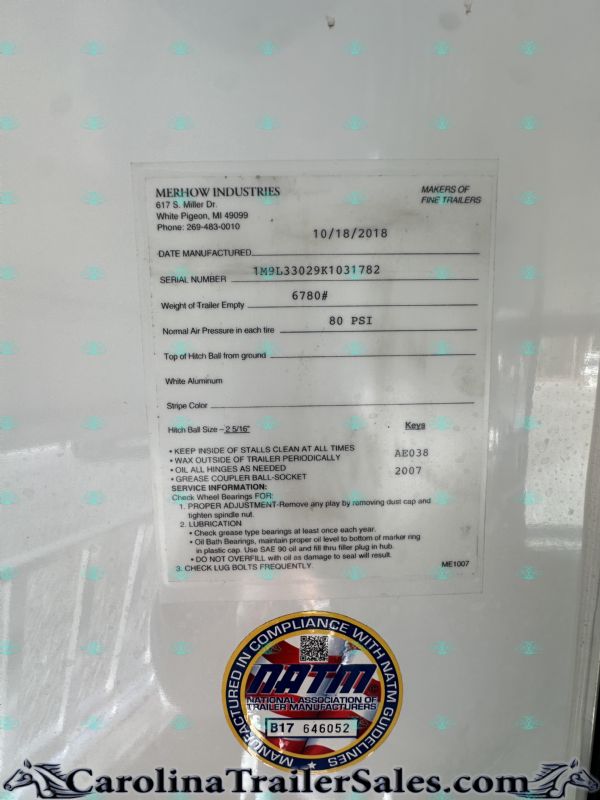 MERHOW INDUSTRIES
617 S. Miller Dr.
White Pigeon, MI 49099
Phone: 269-483-0010
MAKERS OF
FINE TRAILERS
10/18/2018
DATE MANUFACTURED
1M9L33029K1031782
SERIAL NUMBER
6780#
Weight of Trailer Empty
80 PSI
Normal Air Pressure in each tire
Top of Hitch Ball from ground
White Aluminum
Stripe Color
Hitch Ball Size – 2 5/16"
Keys
AE038
2007
• KEEP INSIDE OF STALLS CLEAN AT ALL TIMES
• WAX OUTSIDE OF TRAILER PERIODICALLY
• OIL ALL HINGES AS NEEDED
• GREASE COUPLER BALL-SOCKET
SERVICE INFORMATION:
Check Wheel Bearings FOR:
1. PROPER ADJUSTMENT-Remove any play by removing dust cap and
tighten spindle nut.
2. LUBRICATION
• Check grease type bearings at least once each year.
• Oil Bath Bearings, maintain proper oil level to bottom of marker ring
in plastic cap. Use SAE 90 oil and fill thru filler plug in hub.
• DO NOT OVERFILL with oil as damage to seal will result.
3. CHECK LUG BOLTS FREQUENTLY.
ME1007
MANUFACTURED IN COMPLIANCE WITH NATM GUIDELINES
NATM
NATIONAL ASSOCIATION OF
TRAILER MANUFACTURERS
B17 646052
CarolinaTrailerSales.com